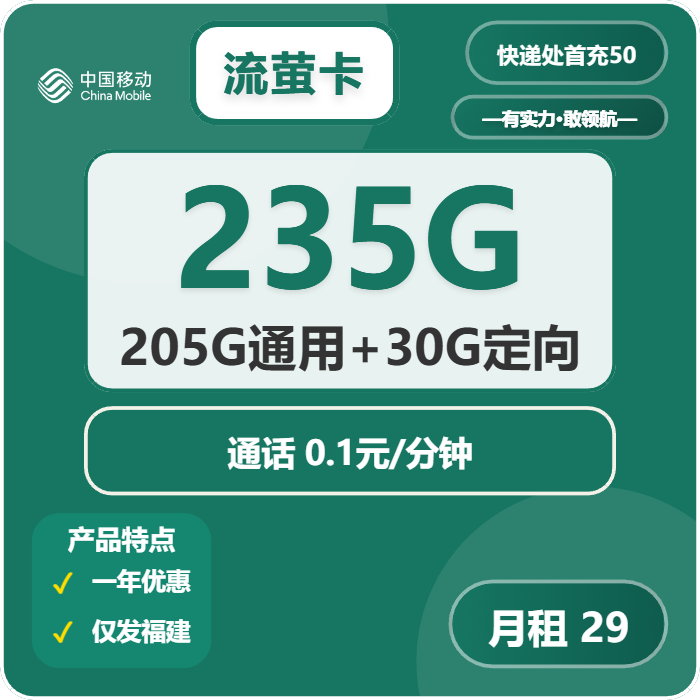 中国移动
China Mobile
流萤卡
快递处首充50
—有实力·敢领航—
235G
205G通用+30G定向
通话 0.1元/分钟
产品特点
✓ 一年优惠
✓ 仅发福建
月租 29